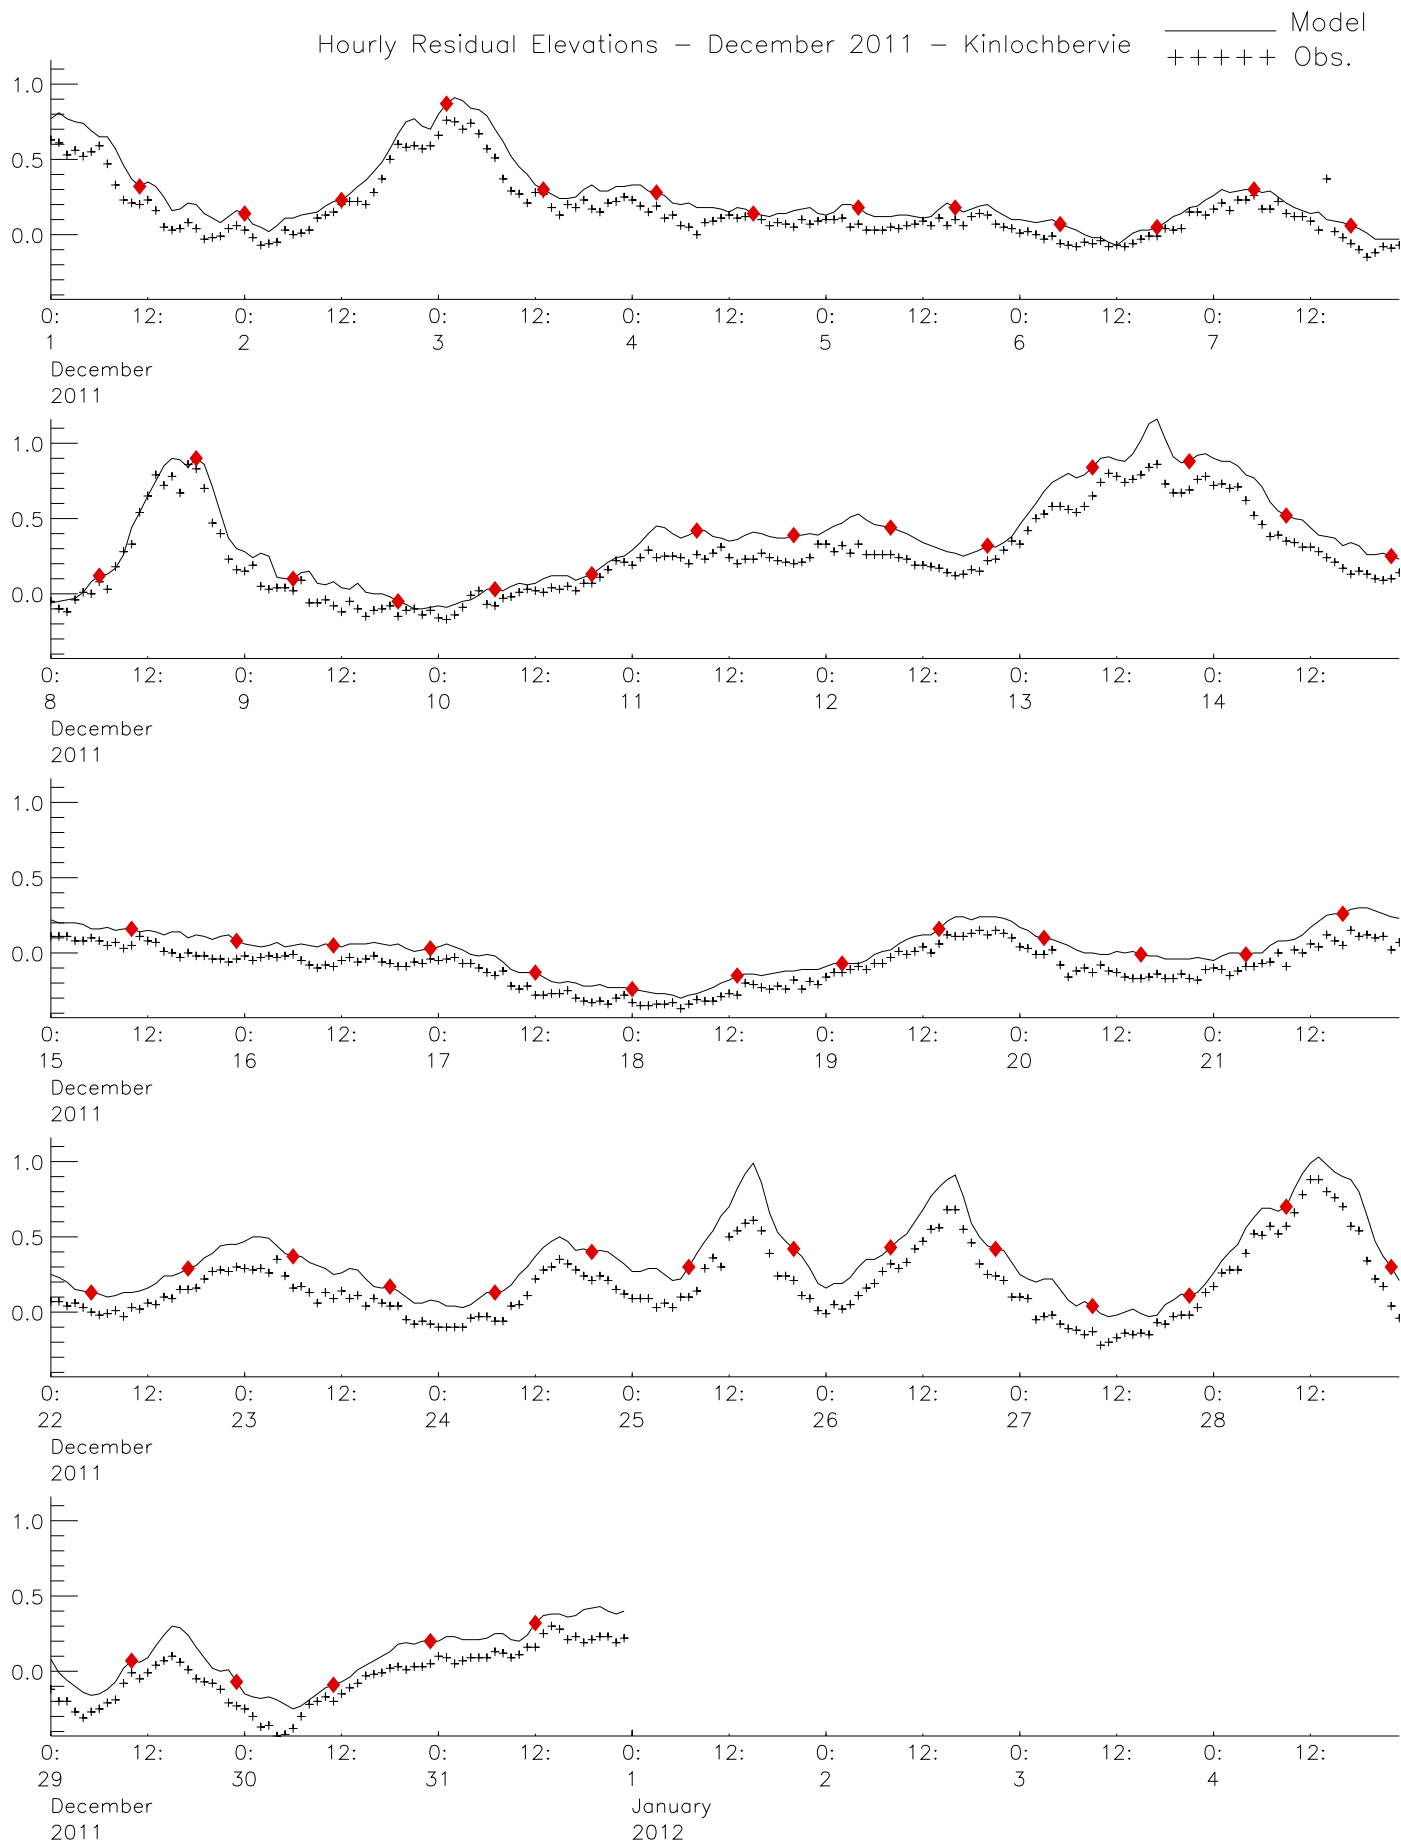 Hourly Residual Elevations – December 2011 – Kinlochbervie
Model
+++++ Obs.
1.0
0.5
0.0
0: 12: 0: 12: 0: 12: 0: 12: 0: 12: 0: 12: 0: 12:
1 2 3 4 5 6 7
December
2011
1.0
0.5
0.0
0: 12: 0: 12: 0: 12: 0: 12: 0: 12: 0: 12: 0: 12:
8 9 10 11 12 13 14
December
2011
1.0
0.5
0.0
0: 12: 0: 12: 0: 12: 0: 12: 0: 12: 0: 12: 0: 12:
15 16 17 18 19 20 21
December
2011
1.0
0.5
0.0
0: 12: 0: 12: 0: 12: 0: 12: 0: 12: 0: 12: 0: 12:
22 23 24 25 26 27 28
December
2011
1.0
0.5
0.0
0: 12: 0: 12: 0: 12: 0: 12: 0: 12: 0: 12: 0: 12:
29 30 31 1 2 3 4
December January
2011 2012